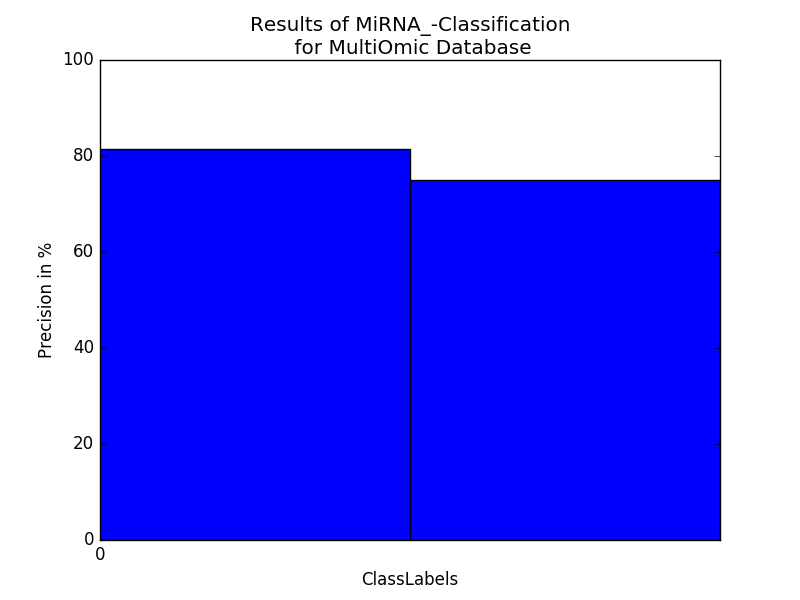 Results of MiRNA_-Classification
for MultiOmic Database
100
80
60
40
20
0
Precision in %
0
ClassLabels